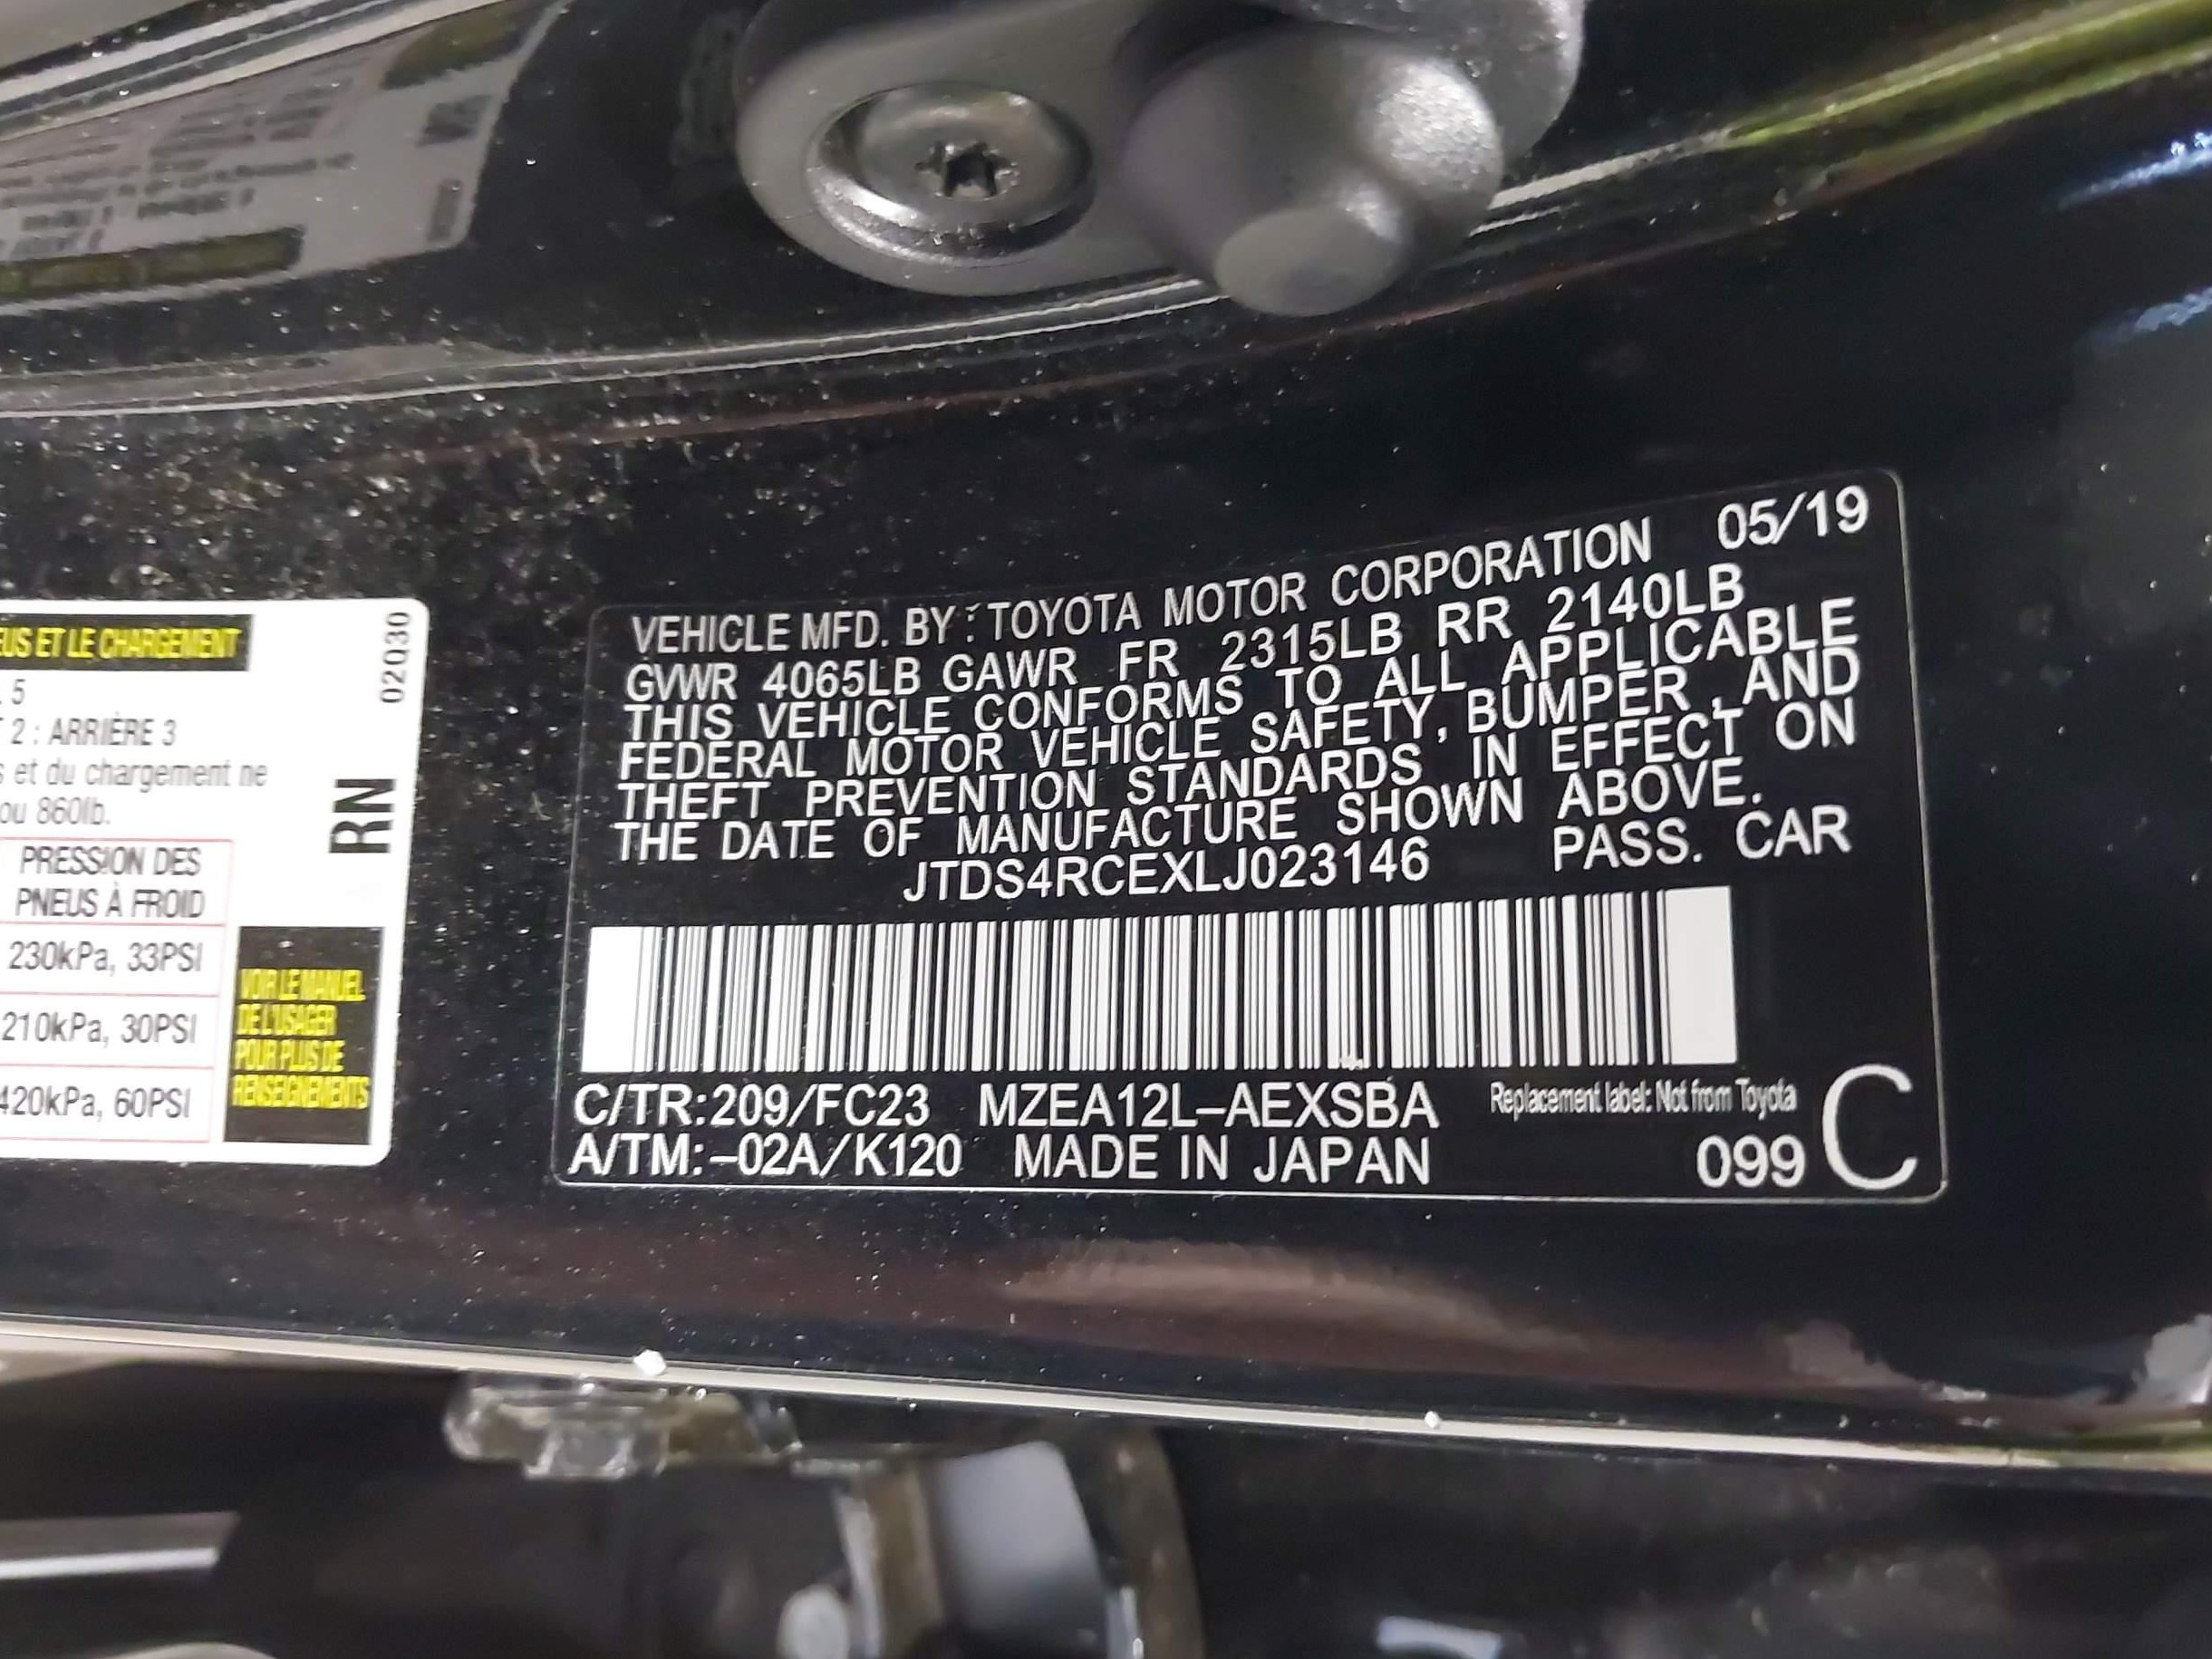 EUS ET LE CHARGEMENT
02030
5
2 : ARRIÈRE 3
et du chargement ne
ou 860lb.
RN
PRESSION DES
PNEUS À FROID
230kPa, 33PSI
210kPa, 30PSI
420kPa, 60PSI
VOIR LE MANUEL
DE L'USAGER
POUR PLUS DE
RENSEIGNEMENTS
VEHICLE MFD. BY : TOYOTA MOTOR CORPORATION 05/19
GVWR 4065LB GAWR FR 2315LB RR 2140LB
THIS VEHICLE CONFORMS TO ALL APPLICABLE
FEDERAL MOTOR VEHICLE SAFETY, BUMPER , AND
THEFT PREVENTION STANDARDS IN EFFECT ON
THE DATE OF MANUFACTURE SHOWN ABOVE.
JTDS4RCEXLJ023146 PASS. CAR
C/TR:209/FC23 MZEA12L–AEXSBA Replacement label: Not from Toyota
A/TM:–02A/K120 MADE IN JAPAN 099 C